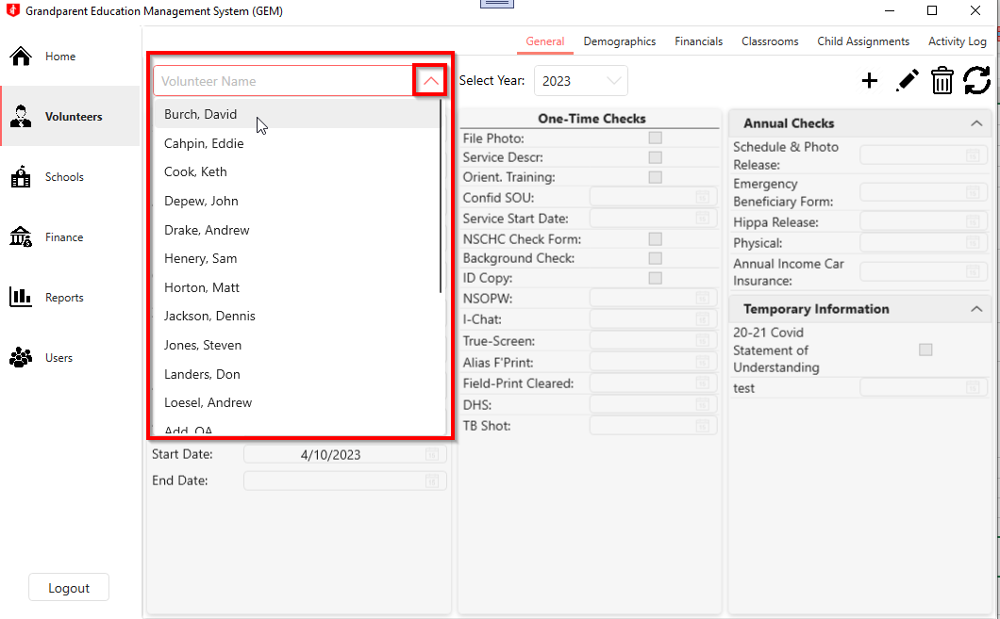 Grandparent Education Management System (GEM)
Home
Volunteers
Schools
Finance
Reports
Users
Logout
General Demographics Financials Classrooms Child Assignments Activity Log
Volunteer Name
Select Year: 2023
Burch, David
Cahpin, Eddie
Cook, Keth
Depew, John
Drake, Andrew
Henery, Sam
Horton, Matt
Jackson, Dennis
Jones, Steven
Landers, Don
Loesel, Andrew
Add, QA
Start Date: 4/10/2023
End Date:
One-Time Checks
File Photo:
Service Descr:
Orient. Training:
Confid SOU:
Service Start Date:
NSCHC Check Form:
Background Check:
ID Copy:
NSOPW:
I-Chat:
True-Screen:
Alias F'Print:
Field-Print Cleared:
DHS:
TB Shot:
Annual Checks
Schedule & Photo
Release:
Emergency
Beneficiary Form:
Hippa Release:
Physical:
Annual Income Car
Insurance:
Temporary Information
20-21 Covid
Statement of
Understanding
test